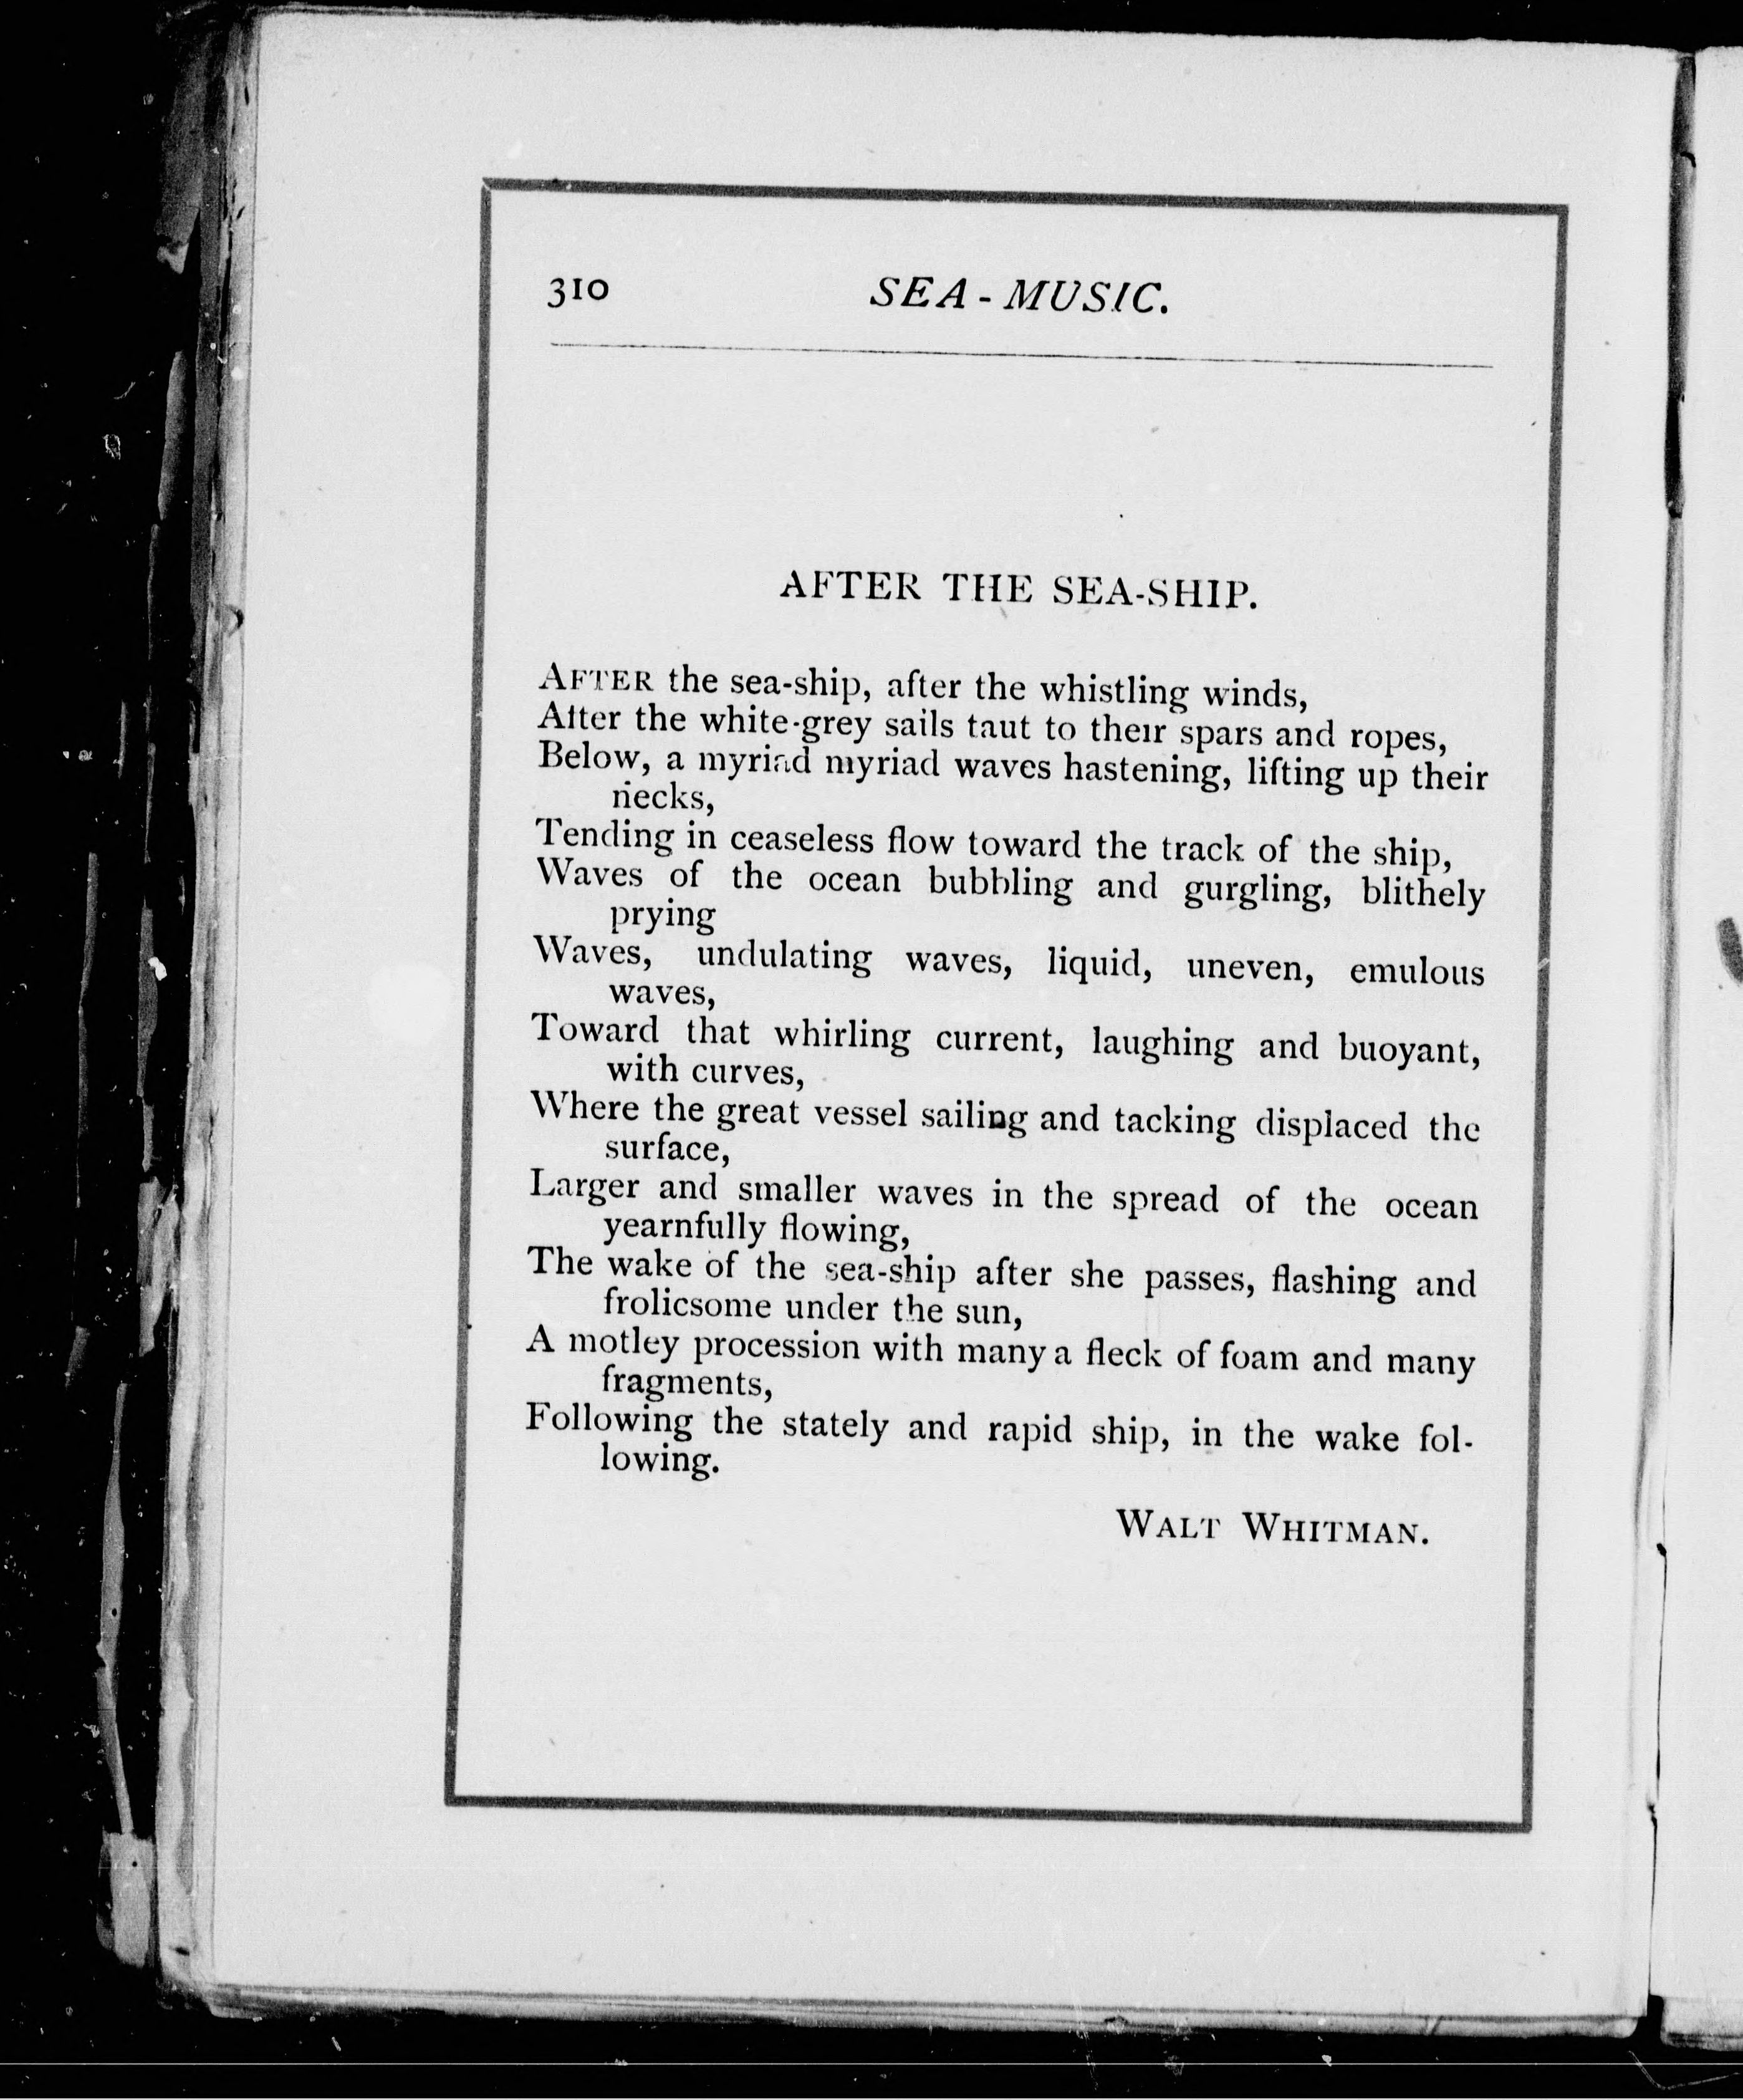 310 SEA-MUSIC.
AFTER THE SEA-SHIP.
AFTER the sea-ship, after the whistling winds,
After the white-grey sails taut to their spars and ropes,
Below, a myriad myriad waves hastening, lifting up their
necks,
Tending in ceaseless flow toward the track of the ship,
Waves of the ocean bubbling and gurgling, blithely
prying
Waves, undulating waves, liquid, uneven, emulous
waves,
Toward that whirling current, laughing and buoyant,
with curves,
Where the great vessel sailing and tacking displaced the
surface,
Larger and smaller waves in the spread of the ocean
yearnfully flowing,
The wake of the sea-ship after she passes, flashing and
frolicsome under the sun,
A motley procession with many a fleck of foam and many
fragments,
Following the stately and rapid ship, in the wake fol-
lowing.
WALT WHITMAN.